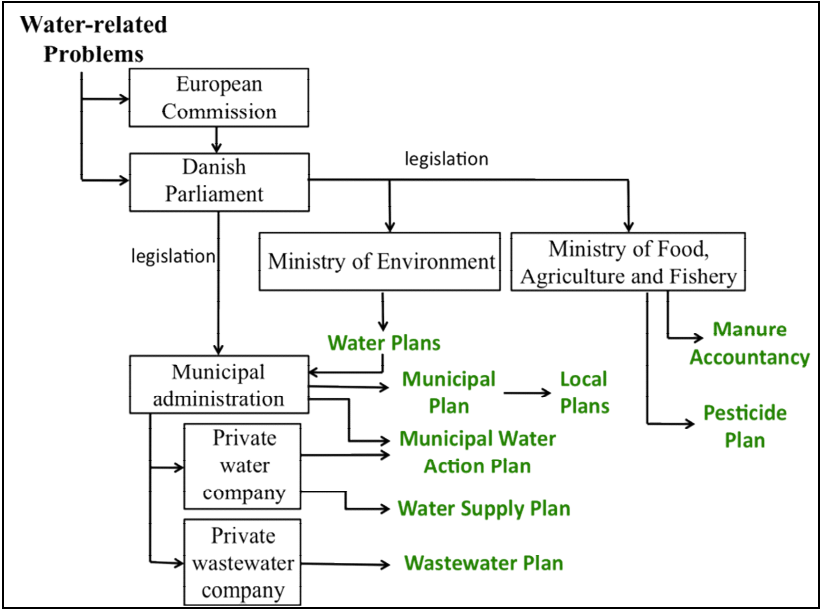 Water-related
Problems
European
Commission
Danish
Parliament
legislation
legislation
Ministry of Environment
Ministry of Food,
Agriculture and Fishery
Water Plans
Manure
Accountancy
Municipal
administration
Municipal
Plan
Local
Plans
Pesticide
Plan
Private
water
company
Municipal Water
Action Plan
Water Supply Plan
Private
wastewater
company
Wastewater Plan